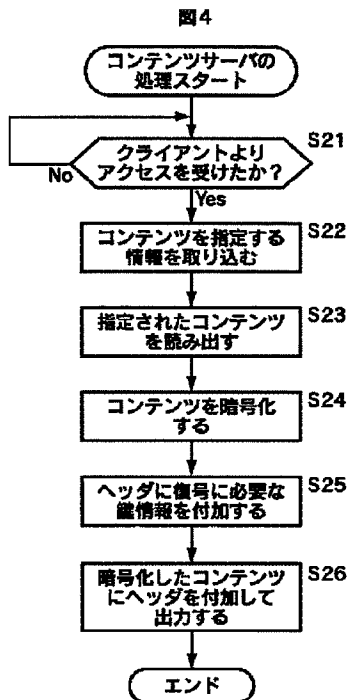 図4
コンテンツサーバの
処理スタート
S21
クライアントより
アクセスを受けたか?
No
Yes
S22
コンテンツを指定する
情報を取り込む
S23
指定されたコンテンツ
を読み出す
S24
コンテンツを暗号化
する
S25
ヘッダに復号に必要な
鍵情報を付加する
S26
暗号化したコンテンツ
にヘッダを付加して
出力する
エンド